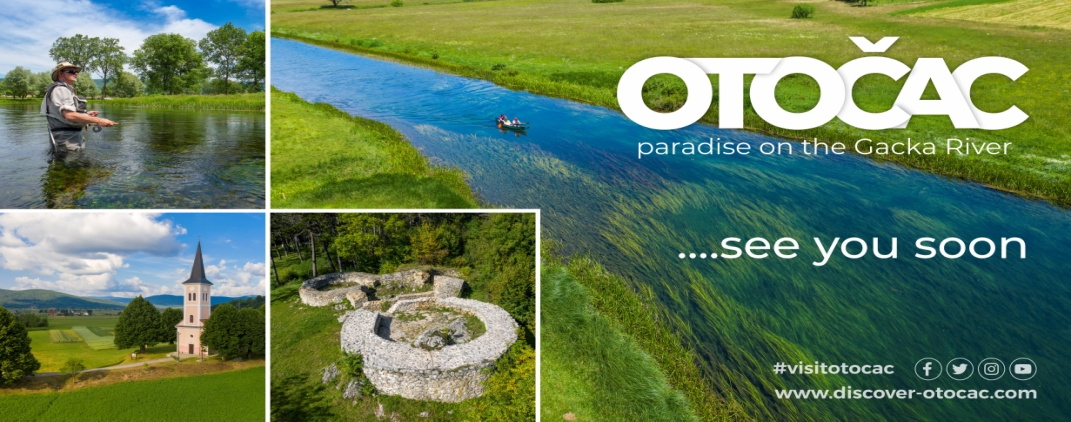 OTOČAC
paradise on the Gacka River
....see you soon
#visitotocac
www.discover-otocac.com